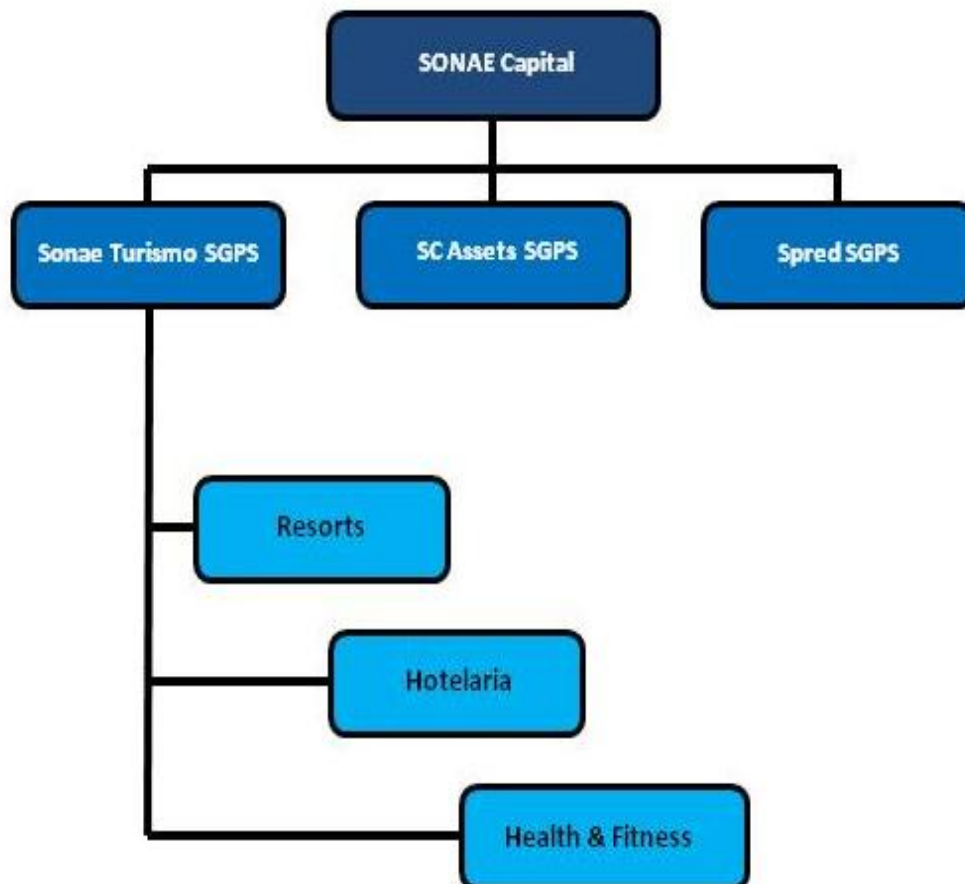 SONAE Capital
Sonae Turismo SGPS
SC Assets SGPS
Spred SGPS
Resorts
Hotelaria
Health & Fitness